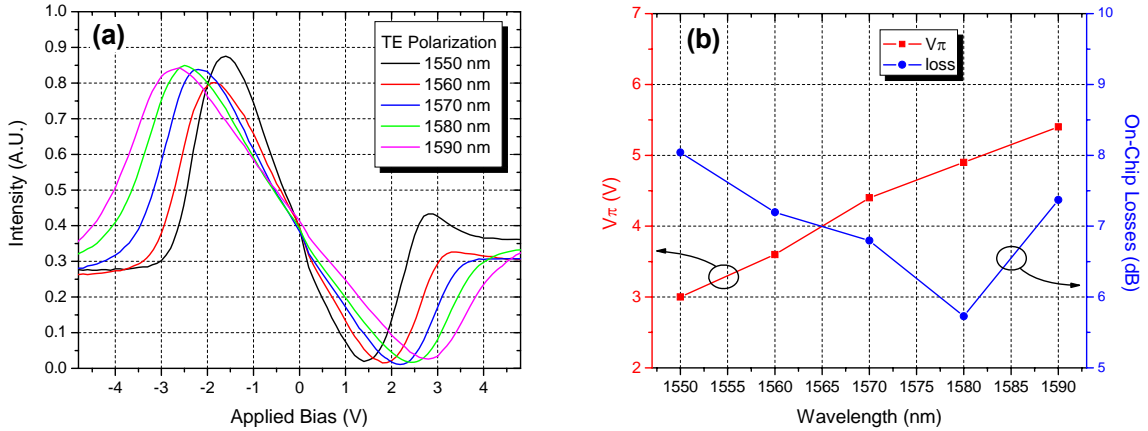 (a)
TE Polarization
1550 nm
1560 nm
1570 nm
1580 nm
1590 nm
1.0
0.9
0.8
0.7
0.6
0.5
0.4
0.3
0.2
0.1
0.0
Intensity (A.U.)
-4 -3 -2 -1 0 1 2 3 4
Applied Bias (V)
(b)
Vπ
loss
7
6
5
4
3
2
Vπ (V)
10
9
8
7
6
5
On-Chip Losses (dB)
1550 1555 1560 1565 1570 1575 1580 1585 1590
Wavelength (nm)